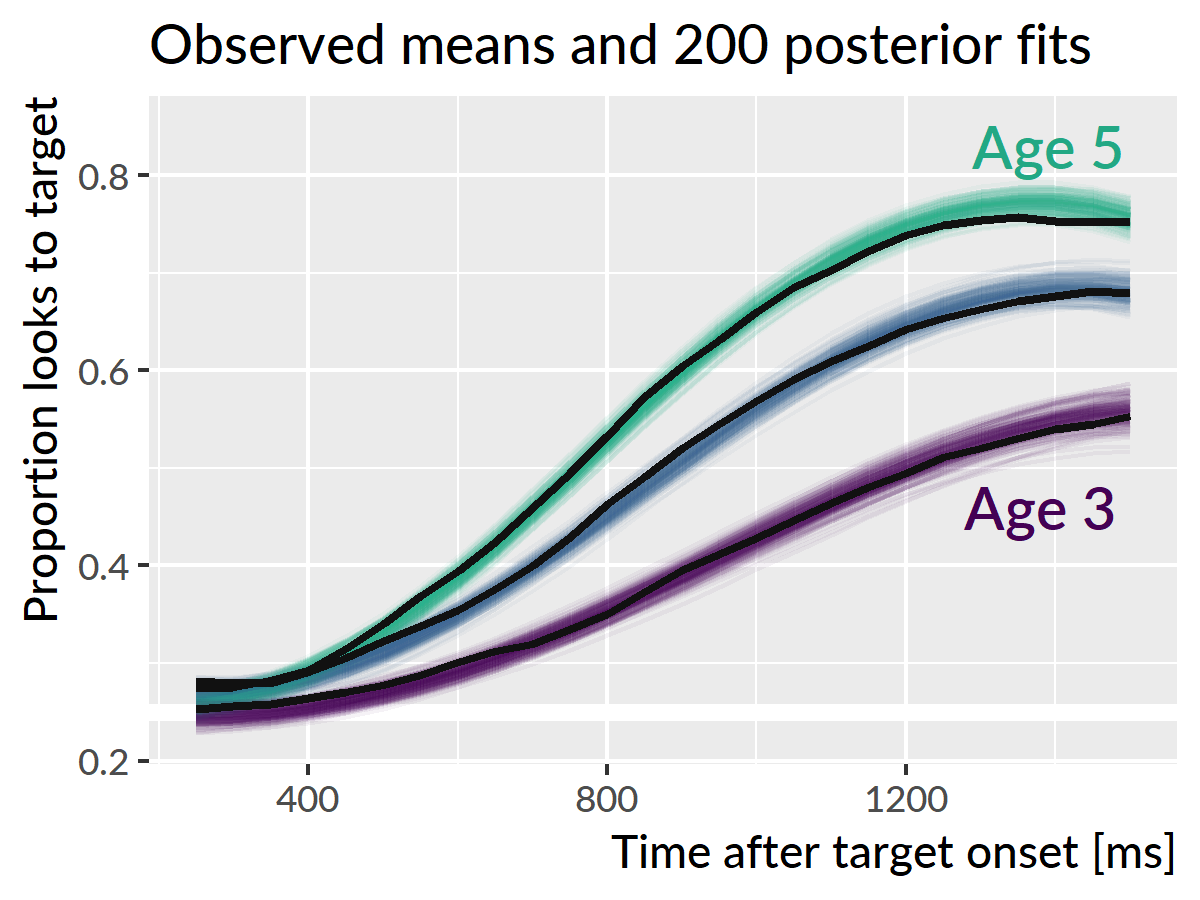 Observed means and 200 posterior fits
Proportion looks to target
0.8
0.6
0.4
0.2
Age 5
Age 3
400 800 1200
Time after target onset [ms]